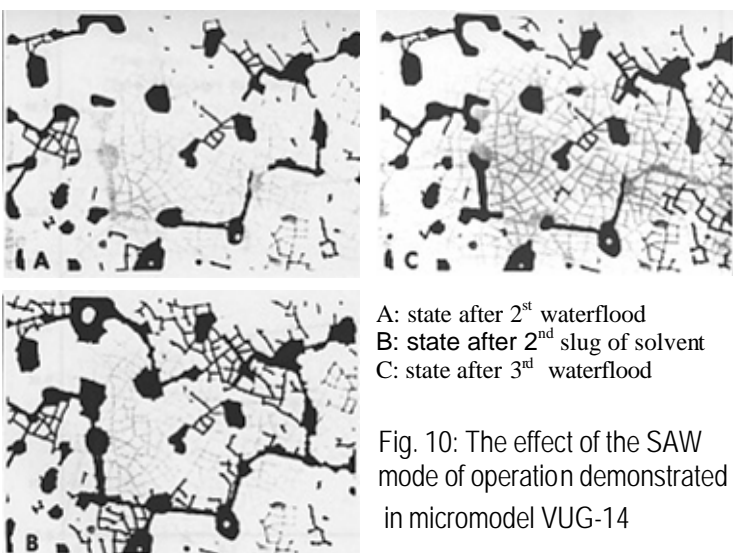 A
C
A: state after 2st waterflood
B: state after 2nd slug of solvent
C: state after 3rd waterflood
B
Fig. 10: The effect of the SAW
mode of operation demonstrated
in micromodel VUG-14